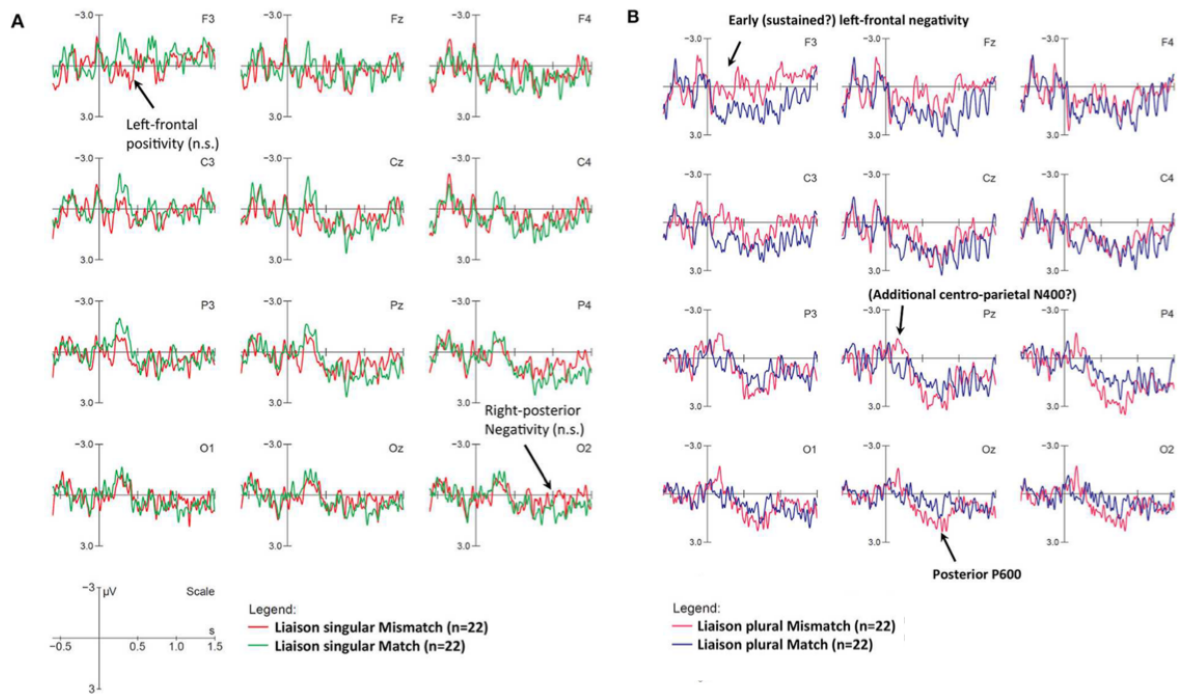 A
−3.0
F3
3.0
Left-frontal
positivity (n.s.)
Fz
3.0
F4
3.0
−3.0
C3
3.0
−3.0
Cz
3.0
−3.0
C4
3.0
−3.0
P3
3.0
−3.0
Pz
3.0
−3.0
P4
3.0
Right-posterior
Negativity (n.s.)
−3.0
O1
3.0
−3.0
Oz
3.0
−3.0
O2
3.0
−3
µV
Scale
s
−0.5
0.5
1.0
1.5
3
Legend:
Liaison singular Mismatch (n=22)
Liaison singular Match (n=22)
B
Early (sustained?) left-frontal negativity
−3.0
F3
3.0
−3.0
Fz
3.0
−3.0
F4
3.0
−3.0
C3
3.0
−3.0
Cz
3.0
−3.0
C4
3.0
(Additional centro-parietal N400?)
−3.0
P3
3.0
−3.0
Pz
3.0
−3.0
P4
3.0
−3.0
O1
3.0
−3.0
Oz
3.0
−3.0
O2
3.0
Posterior P600
Legend:
Liaison plural Mismatch (n=22)
Liaison plural Match (n=22)